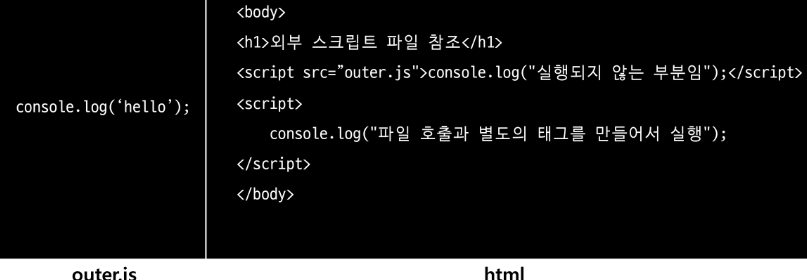 console.log(‘hello’);
<body>
<h1>외부 스크립트 파일 참조</h1>
<script src=”outer.js">console.log("실행되지 않는 부분임");</script>
<script>
console.log("파일 호출과 별도의 태그를 만들어서 실행");
</script>
</body>
outer.js
html